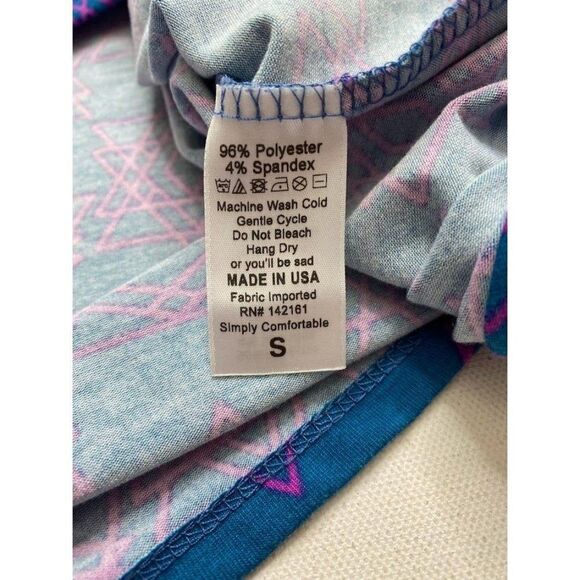 96% Polyester
4% Spandex
Machine Wash Cold
Gentle Cycle
Do Not Bleach
Hang Dry
or you'll be sad
MADE IN USA
Fabric Imported
RN# 142161
Simply Comfortable
S